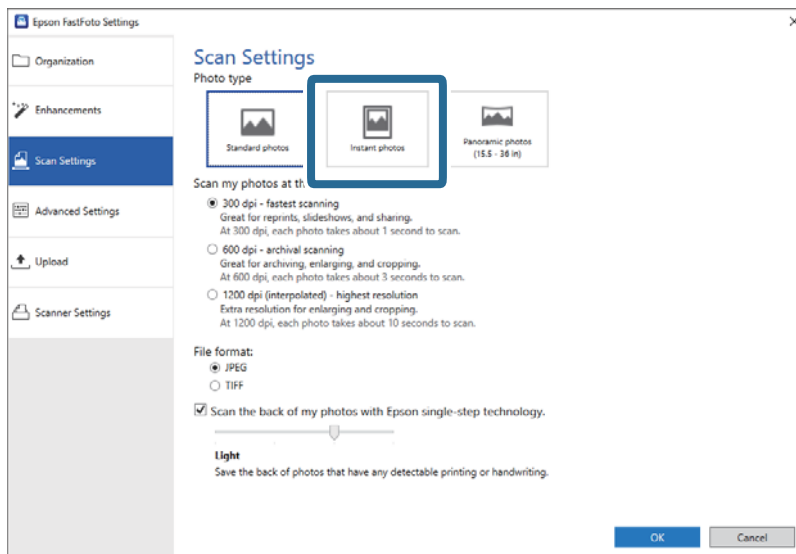 Epson FastFoto Settings
Organization
Enhancements
Scan Settings
Advanced Settings
Upload
Scanner Settings
Scan Settings
Photo type
Standard photos
Instant photos
Panoramic photos
(15.5 - 36 in)
Scan my photos at th
300 dpi - fastest scanning
Great for reprints, slideshows, and sharing.
At 300 dpi, each photo takes about 1 second to scan.
600 dpi - archival scanning
Great for archiving, enlarging, and cropping.
At 600 dpi, each photo takes about 3 seconds to scan.
1200 dpi (interpolated) - highest resolution
Extra resolution for enlarging and cropping.
At 1200 dpi, each photo takes about 10 seconds to scan.
File format:
JPEG
TIFF
Scan the back of my photos with Epson single-step technology.
Light
Save the back of photos that have any detectable printing or handwriting.
OK
Cancel